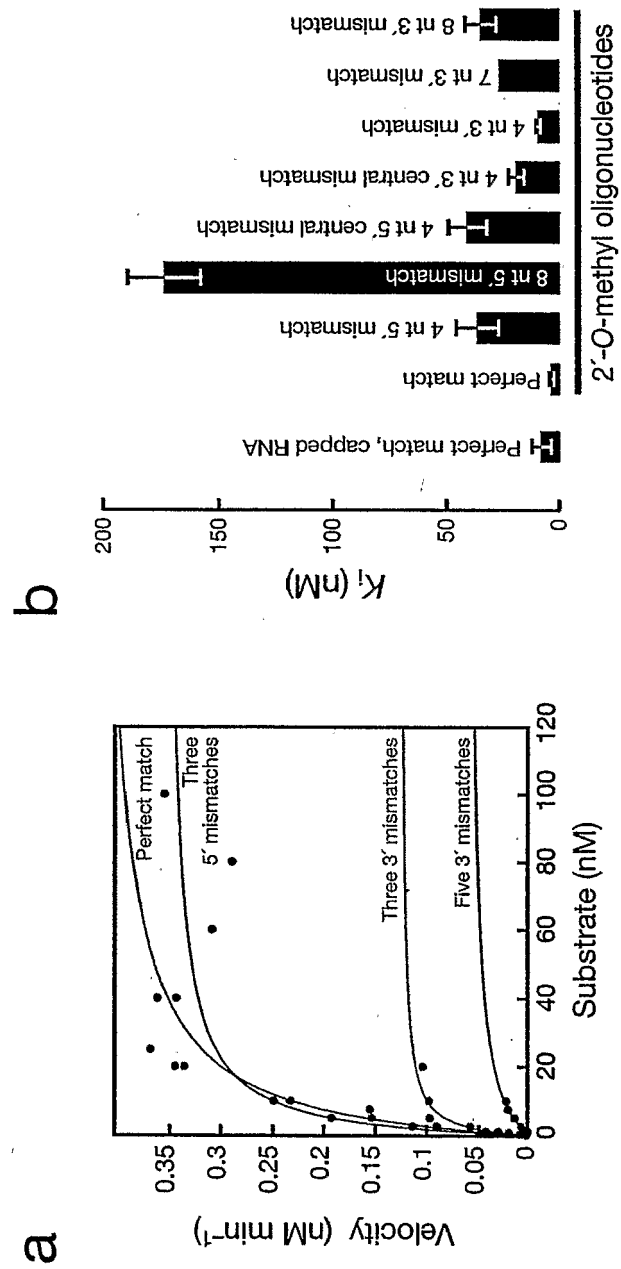 a
Velocity (nM min⁻¹)
0.35
0.3
0.25
0.2
0.15
0.1
0.05
0
Perfect match
Three
5´ mismatches
Three 3´ mismatches
Five 3´ mismatches
0 20 40 60 80 100 120
Substrate (nM)
b
Kᵢ (nM)
200
150
100
50
0
Perfect match, capped RNA
Perfect match
4 nt 5´ mismatch
8 nt 5´ mismatch
4 nt 5´ central mismatch
4 nt 3´ central mismatch
4 nt 3´ mismatch
7 nt 3´ mismatch
8 nt 3´ mismatch
2´-O-methyl oligonucleotides